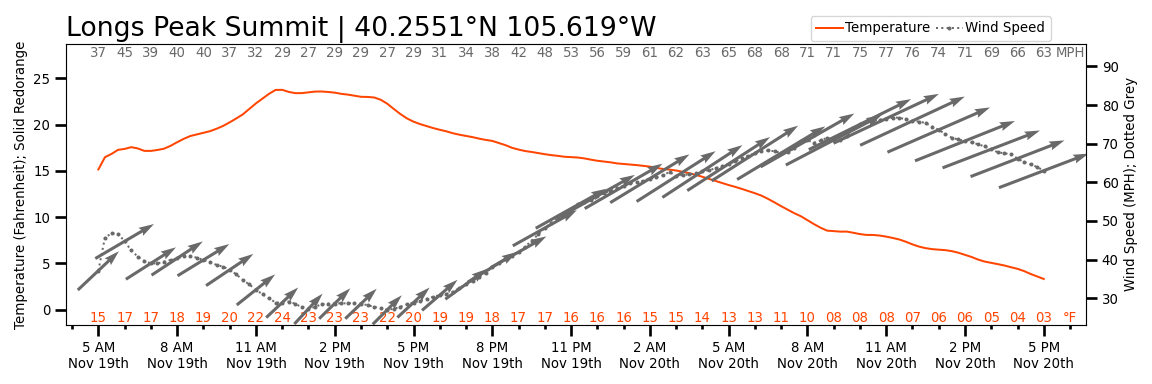 Longs Peak Summit | 40.2551°N 105.619°W
Temperature Wind Speed
37 45 39 40 40 37 32 29 27 29 29 27 29 31 34 38 42 48 53 56 59 61 62 63 65 68 68 71 71 75 77 76 74 71 69 66 63 MPH
Temperature (Fahrenheit); Solid Redorange
25
20
15
10
5
0
90
80
70
60
50
40
30
Wind Speed (MPH); Dotted Grey
15 17 17 18 19 20 22 24 23 23 23 22 20 19 19 18 17 17 16 16 16 15 15 14 13 13 11 10 08 08 08 07 06 06 05 04 03 °F
5 AM 8 AM 11 AM 2 PM 5 PM 8 PM 11 PM 2 AM 5 AM 8 AM 11 AM 2 PM 5 PM
Nov 19th Nov 19th Nov 19th Nov 19th Nov 19th Nov 19th Nov 19th Nov 20th Nov 20th Nov 20th Nov 20th Nov 20th Nov 20th